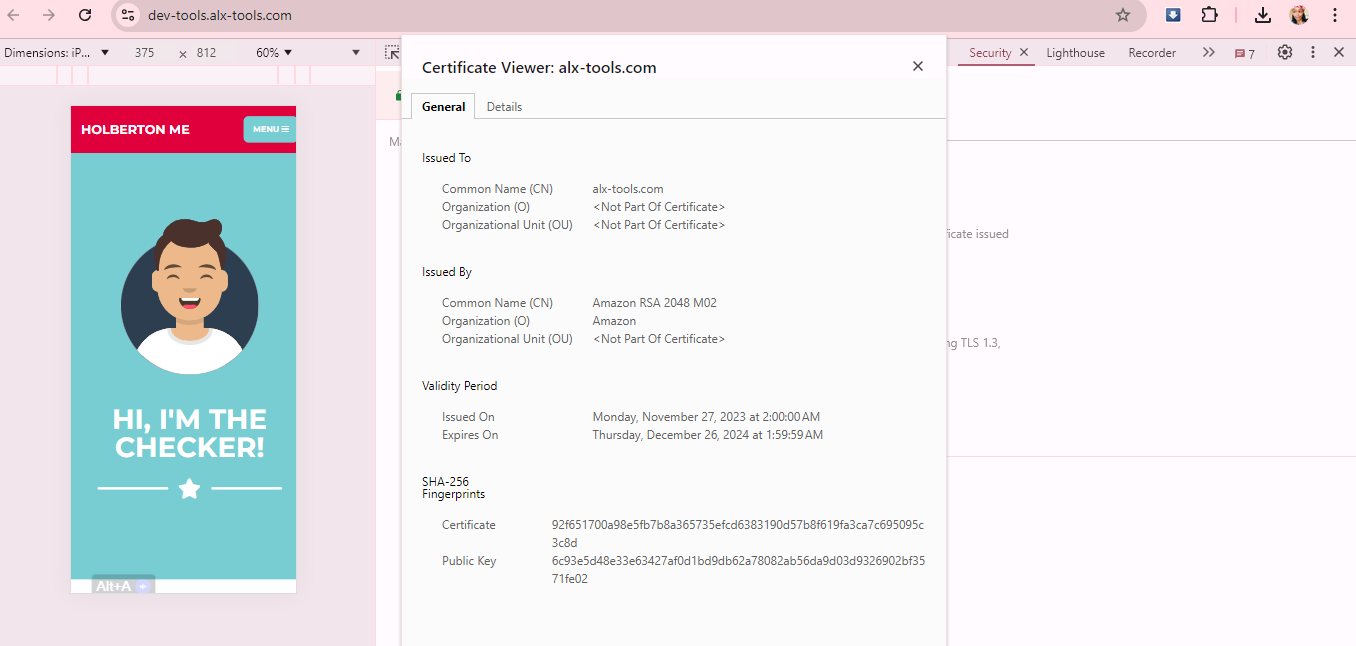 dev-tools.alx-tools.com
Dimensions: iP... 375 × 812 60%
Security Lighthouse Recorder 7
HOLBERTON ME
MENU
HI, I'M THE
CHECKER!
Alt+A
Certificate Viewer: alx-tools.com
General Details
Issued To
Common Name (CN) alx-tools.com
Organization (O) <Not Part Of Certificate>
Organizational Unit (OU) <Not Part Of Certificate>
Issued By
Common Name (CN) Amazon RSA 2048 M02
Organization (O) Amazon
Organizational Unit (OU) <Not Part Of Certificate>
Validity Period
Issued On Monday, November 27, 2023 at 2:00:00 AM
Expires On Thursday, December 26, 2024 at 1:59:59 AM
SHA-256
Fingerprints
Certificate 92f651700a98e5fb7b8a365735efcd6383190d57b8f619fa3ca7c695095c
3c8d
Public Key 6c93e5d48e33e63427af0d1bd9db62a78082ab56da9d03d9326902bf35
71fe02
issued
TLS 1.3,